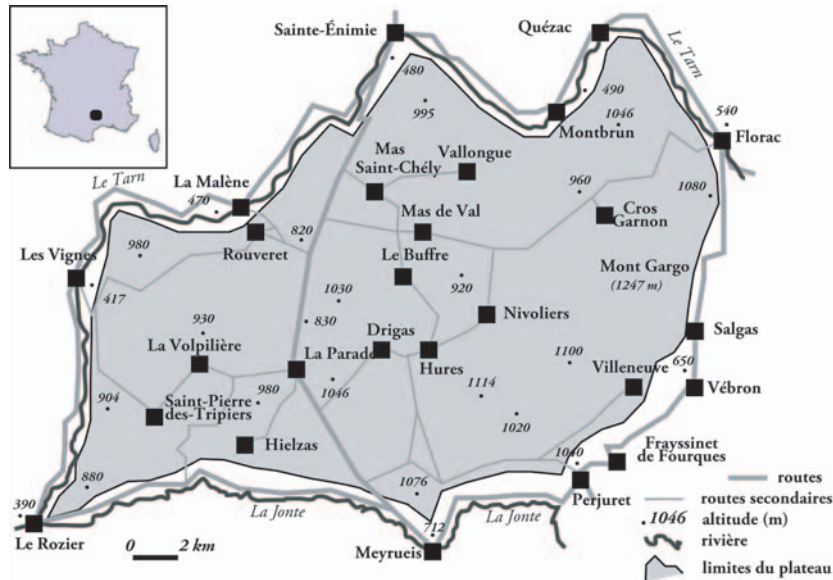 Sainte-Énimie
Quézac
Le Tarn
480
490
995
1046
540
Montbrun
Florac
Mas
Saint-Chély
Vallongue
Le Tarn
La Malène
470
960
1080
Mas de Val
Cros
Garnon
980
Rouveret
820
Les Vignes
Le Buffre
Mont Gargo
(1247 m)
417
1030
920
930
830
Nivoliers
Drigas
Salgas
La Volpilière
La Parade
Hures
1100
Villeneuve
650
Vébron
904
Saint-Pierre
des-Tripiers
980
1046
1114
1020
Hielzas
1040
Frayssinet
de Fourques
880
1076
Perjuret
390
La Jonte
712
La Jonte
Le Rozier
0 2 km
Meyrueis
routes
routes secondaires
1046 altitude (m)
rivière
limites du plateau